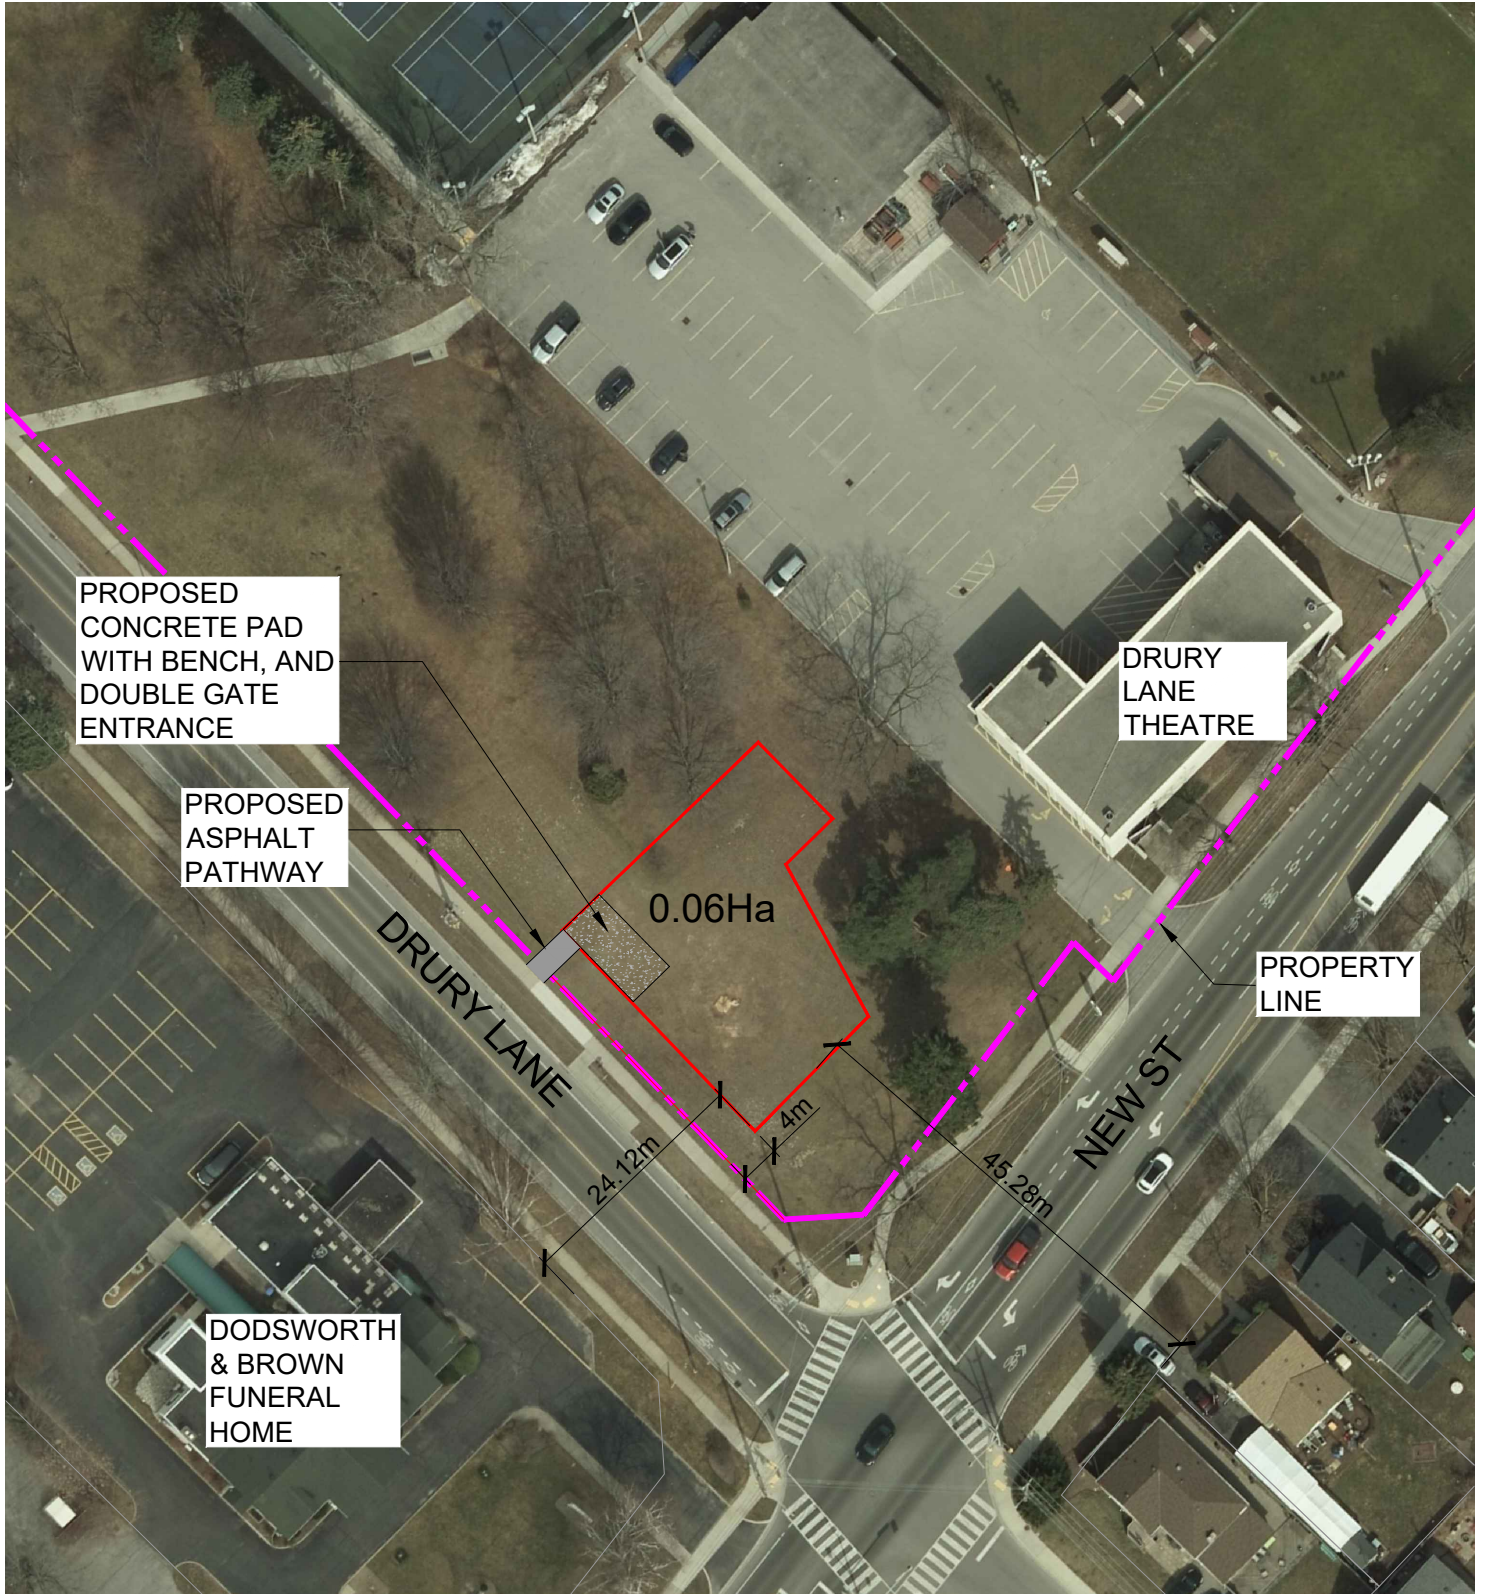 PROPOSED
CONCRETE PAD
WITH BENCH, AND
DOUBLE GATE
ENTRANCE
DRURY
LANE
THEATRE
PROPOSED
ASPHALT
PATHWAY
0.06Ha
DRURY LANE
PROPERTY
LINE
NEW ST
4m
24.12m
45.28m
DODSWORTH
& BROWN
FUNERAL
HOME